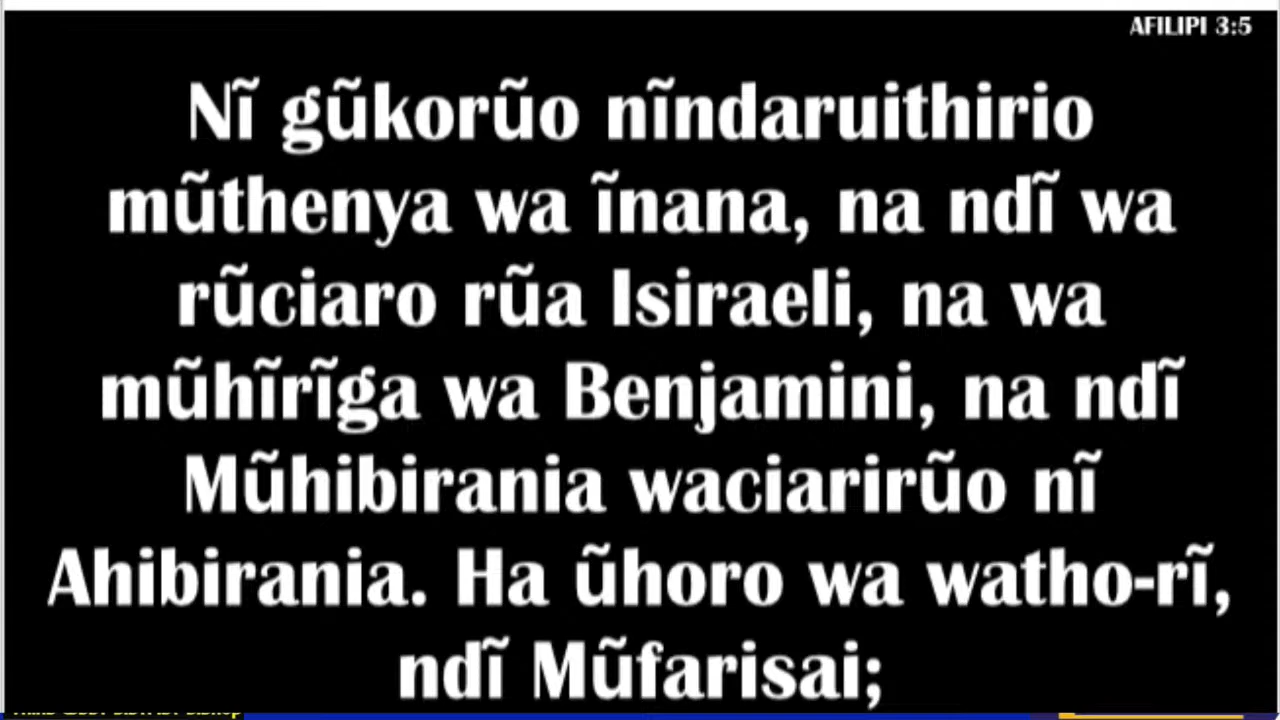 AFILIPI 3:5
Nĩ gũkorũo nĩndaruithirio
mũthenya wa ĩnana, na ndĩ wa
rũciaro rũa Isiraeli, na wa
mũhĩrĩga wa Benjamini, na ndĩ
Mũhibirania waciarirũo nĩ
Ahibirania. Ha ũhoro wa watho-rĩ,
ndĩ Mũfarisai;